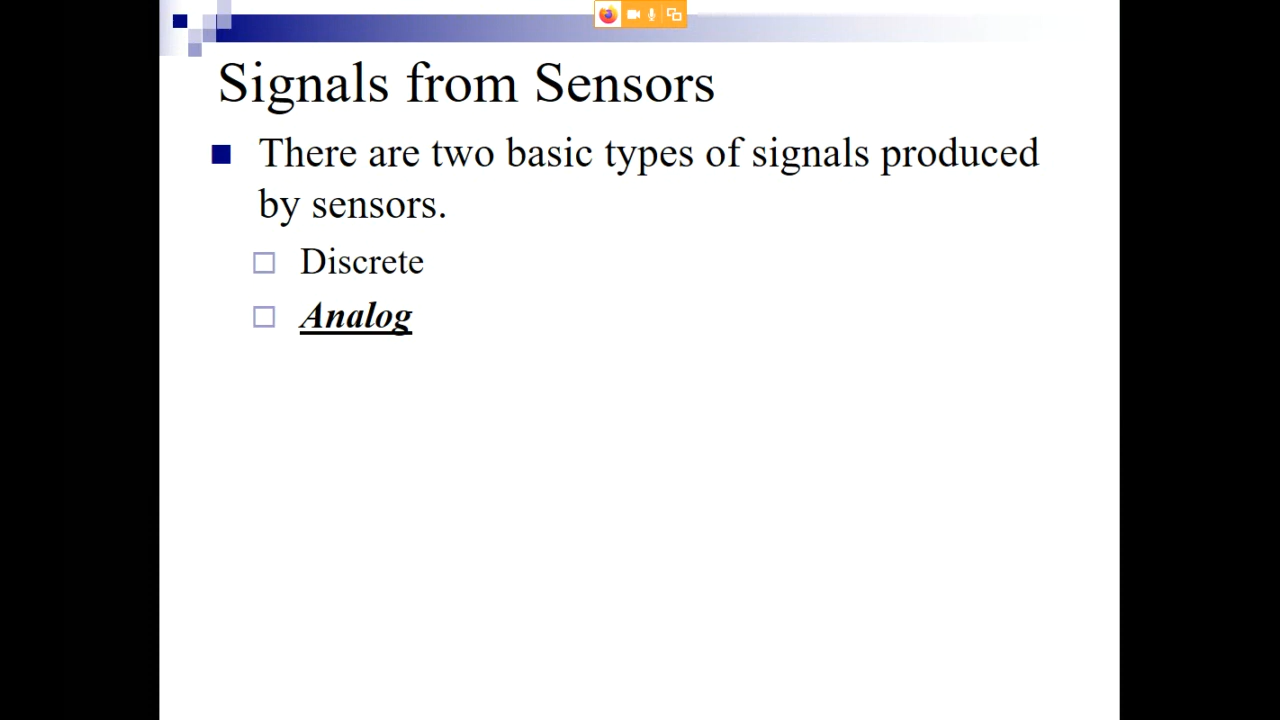 Signals from Sensors
There are two basic types of signals produced
by sensors.
Discrete
Analog